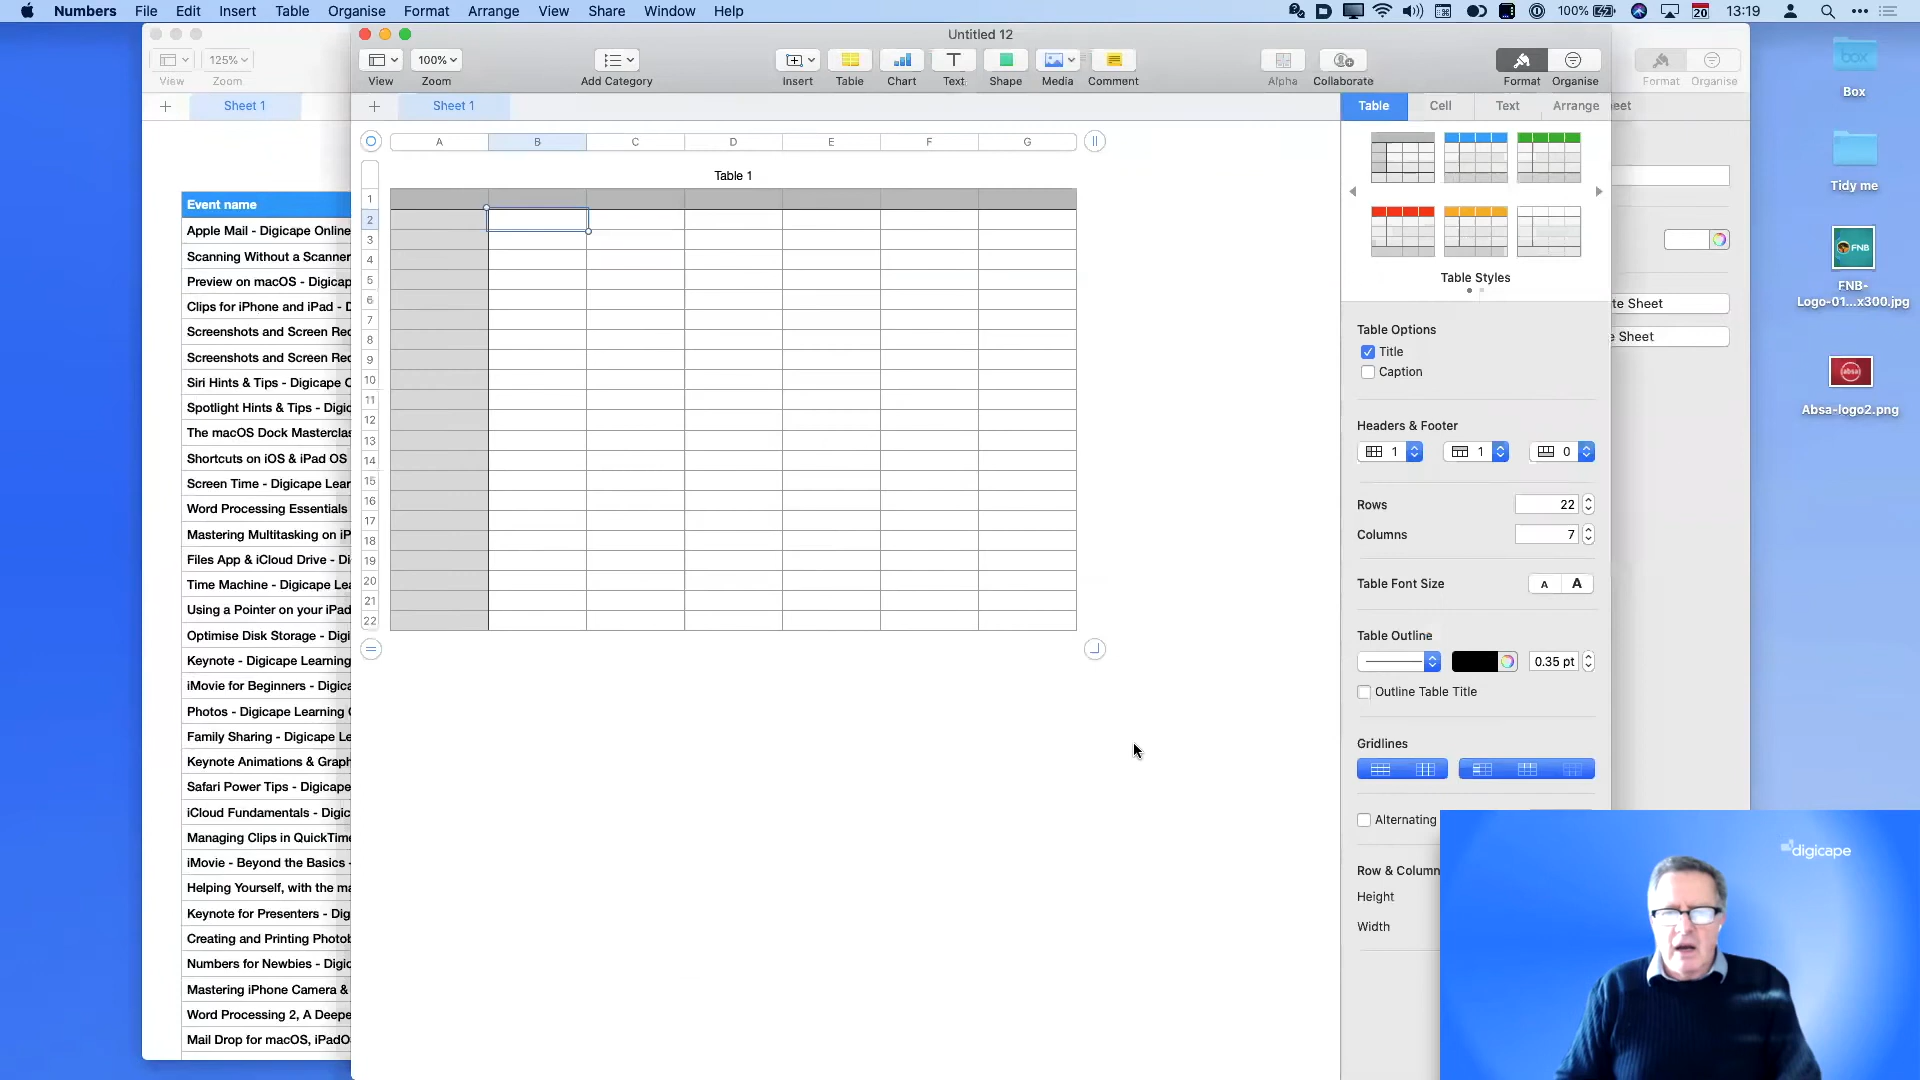 Numbers File Edit Insert Table Organise Format Arrange View Share Window Help 100% 20 13:19
Untitled 12
125% 100%
View Zoom View Zoom Add Category Insert Table Chart Text Shape Media Comment Alpha Collaborate Format Organise Format Organise
Sheet 1 Sheet 1 Table Cell Text Arrange eet
A B C D E F G
Table 1
1
2
3
4
5
6
7
8
9
10
11
12
13
14
15
16
17
18
19
20
21
22
Event name
Apple Mail - Digicape Online
Scanning Without a Scanner
Preview on macOS - Digicap
Clips for iPhone and iPad - D
Screenshots and Screen Rec
Screenshots and Screen Rec
Siri Hints & Tips - Digicape O
Spotlight Hints & Tips - Digic
The macOS Dock Masterclas
Shortcuts on iOS & iPad OS
Screen Time - Digicape Lear
Word Processing Essentials
Mastering Multitasking on iP
Files App & iCloud Drive - Di
Time Machine - Digicape Lea
Using a Pointer on your iPad
Optimise Disk Storage - Digi
Keynote - Digicape Learning
iMovie for Beginners - Digica
Photos - Digicape Learning
Family Sharing - Digicape Le
Keynote Animations & Graph
Safari Power Tips - Digicape
iCloud Fundamentals - Digic
Managing Clips in QuickTime
iMovie - Beyond the Basics -
Helping Yourself, with the ma
Keynote for Presenters - Dig
Creating and Printing Photob
Numbers for Newbies - Digic
Mastering iPhone Camera &
Word Processing 2, A Deepe
Mail Drop for macOS, iPadO
Table Styles
te Sheet
e Sheet
Table Options
Title
Caption
Headers & Footer
1 1 0
Rows 22
Columns 7
Table Font Size A A
Table Outline
0.35 pt
Outline Table Title
Gridlines
Alternating
Row & Column
Height
Width
box
Box
Tidy me
FNB
FNB-
Logo-01...x300.jpg
absa
Absa-logo2.png
digicape